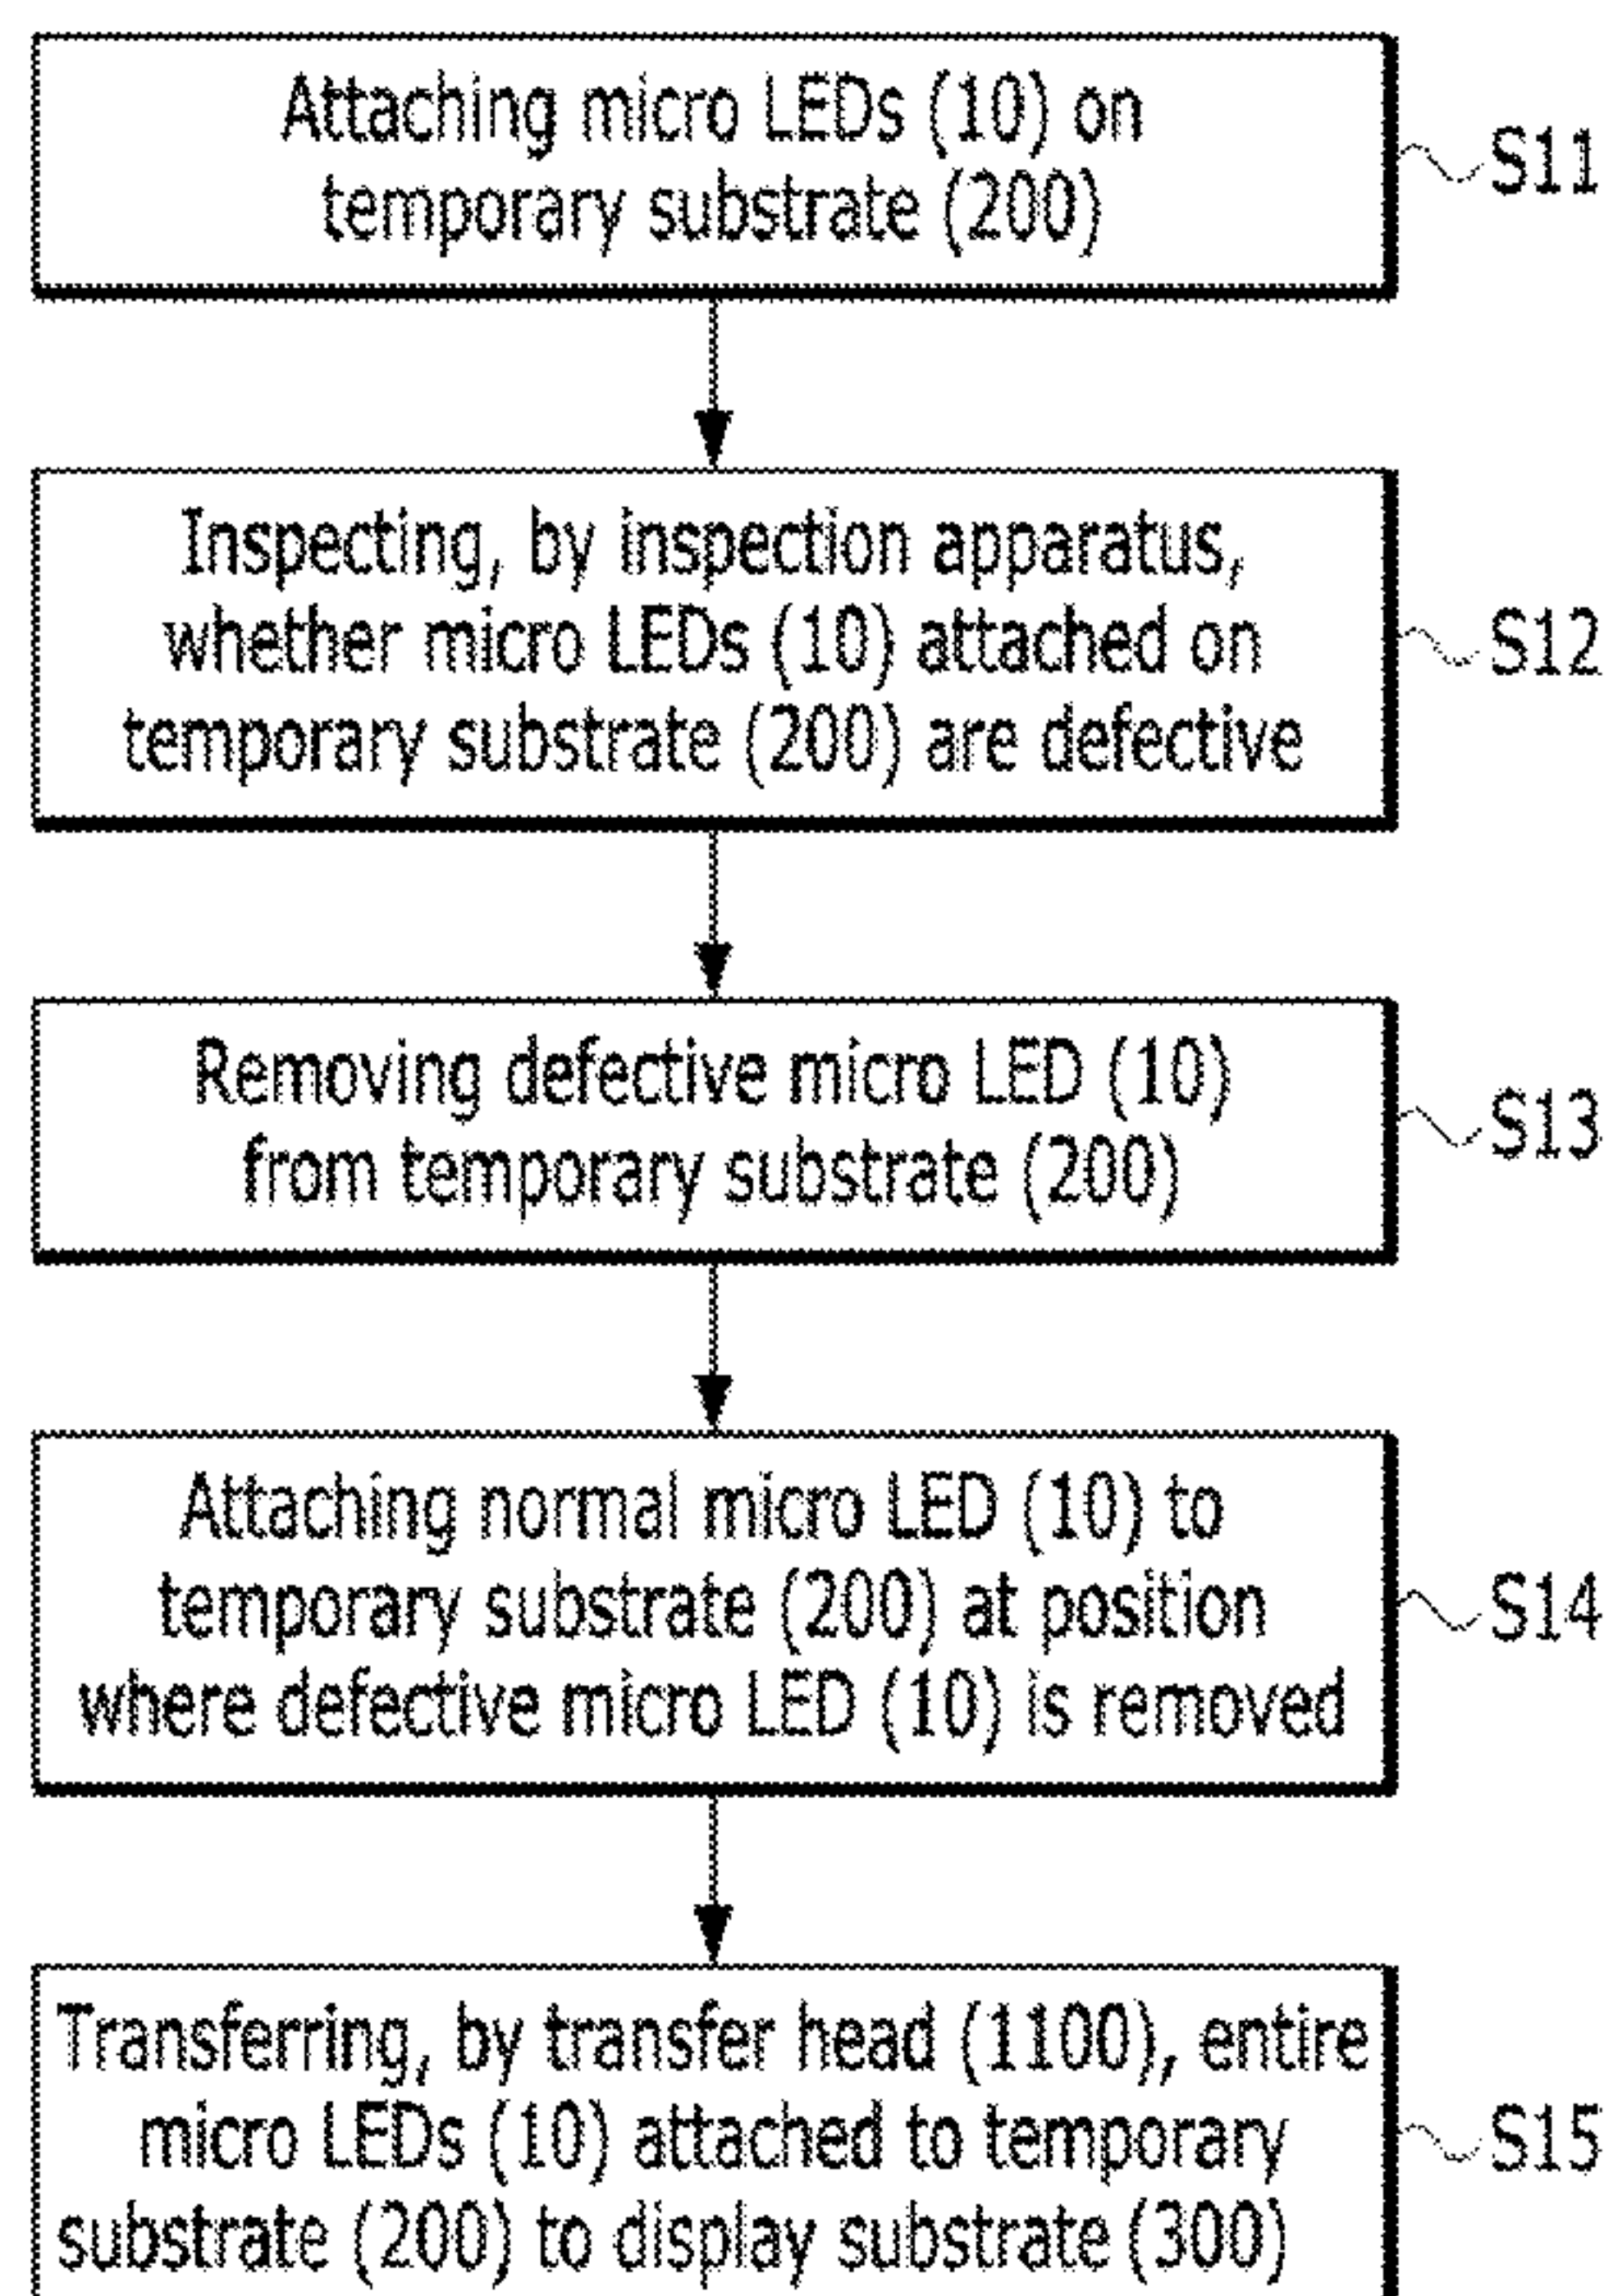 Attaching micro LEDs (10) on
temporary substrate (200)
S11
Inspecting, by inspection apparatus,
whether micro LEDs (10) attached on
temporary substrate (200) are defective
S12
Removing defective micro LED (10)
from temporary substrate (200)
S13
Attaching normal micro LED (10) to
temporary substrate (200) at position
where defective micro LED (10) is removed
S14
Transferring, by transfer head (1100), entire
micro LEDs (10) attached to temporary
substrate (200) to display substrate (300)
S15